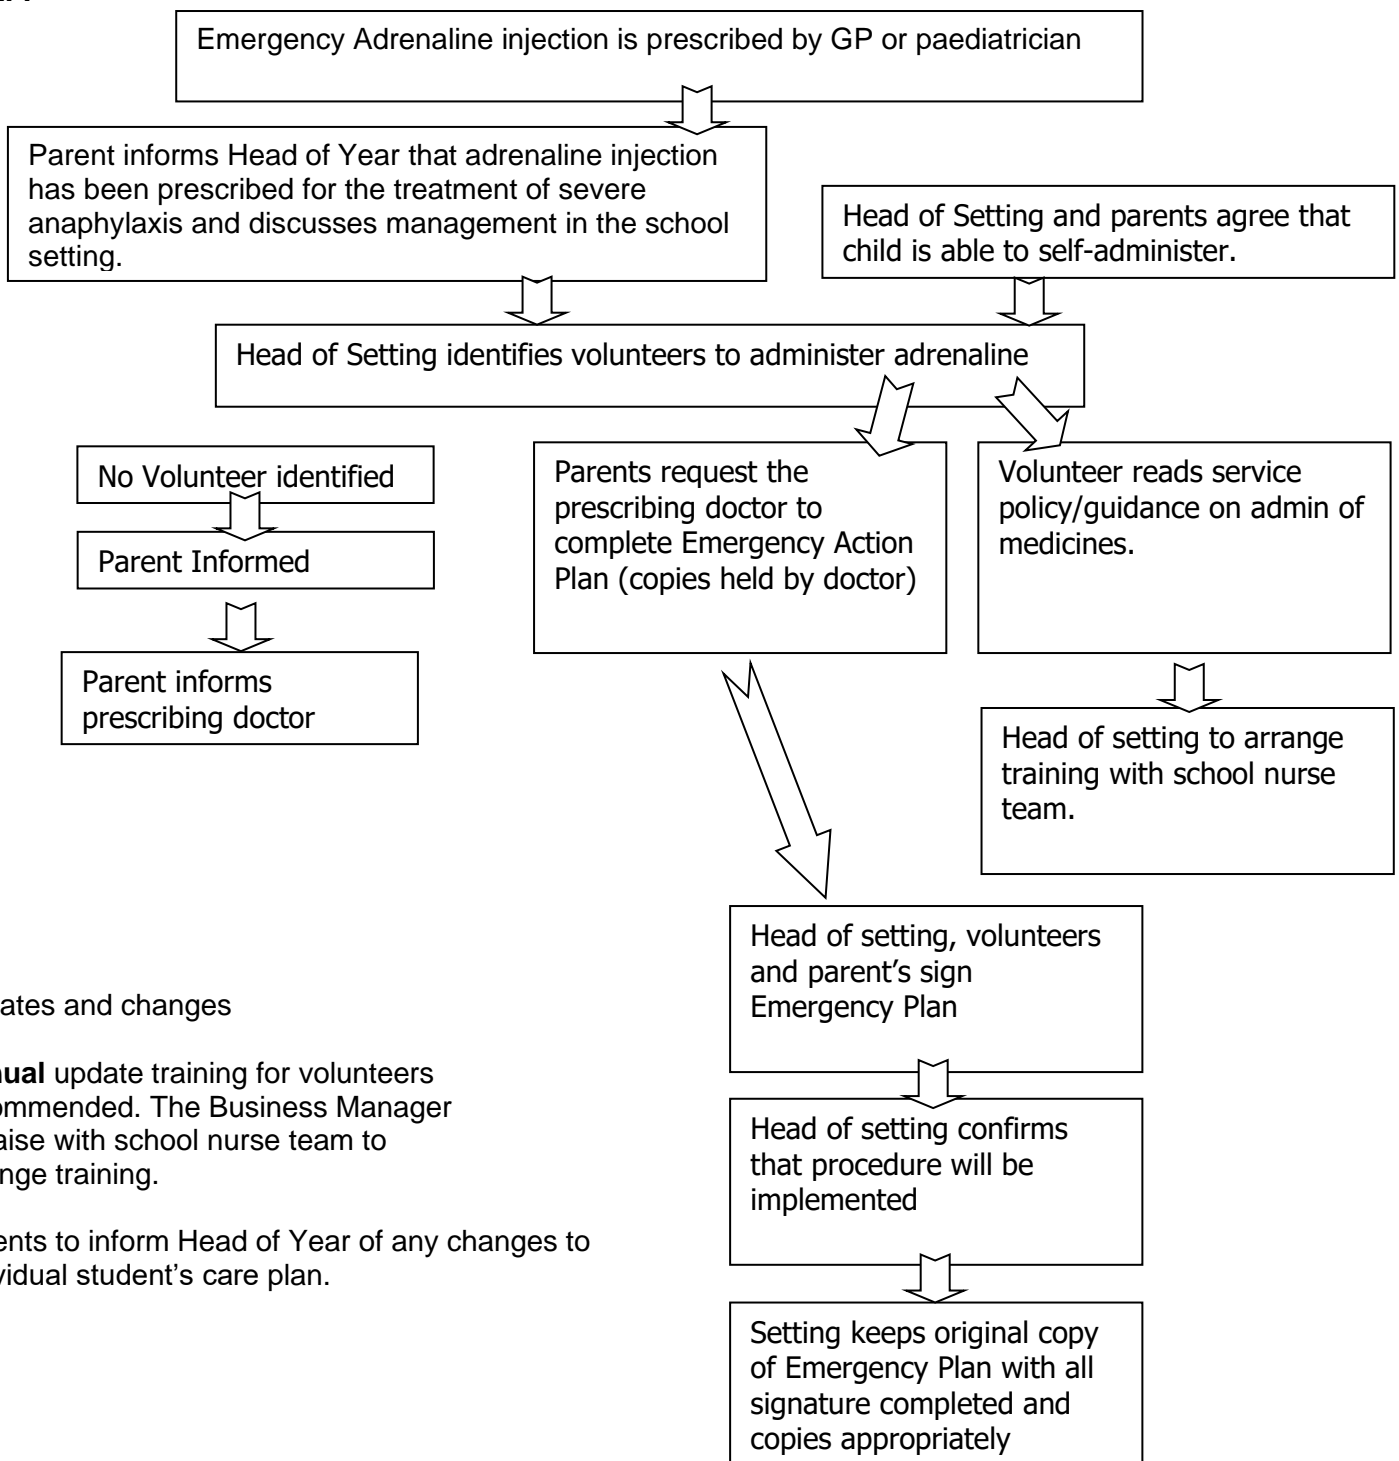 Emergency Adrenaline injection is prescribed by GP or paediatrician
Parent informs Head of Year that adrenaline injection
has been prescribed for the treatment of severe
anaphylaxis and discusses management in the school
setting.
Head of Setting and parents agree that
child is able to self-administer.
Head of Setting identifies volunteers to administer adrenaline
No Volunteer identified
Parent Informed
Parent informs
prescribing doctor
Parents request the
prescribing doctor to
complete Emergency Action
Plan (copies held by doctor)
Volunteer reads service
policy/guidance on admin of
medicines.
Head of setting to arrange
training with school nurse
team.
Head of setting, volunteers
and parent's sign
Emergency Plan
Head of setting confirms
that procedure will be
implemented
Setting keeps original copy
of Emergency Plan with all
signature completed and
copies appropriately
ates and changes
nual update training for volunteers
ommended. The Business Manager
aise with school nurse team to
nge training.
ents to inform Head of Year of any changes to
vidual student's care plan.